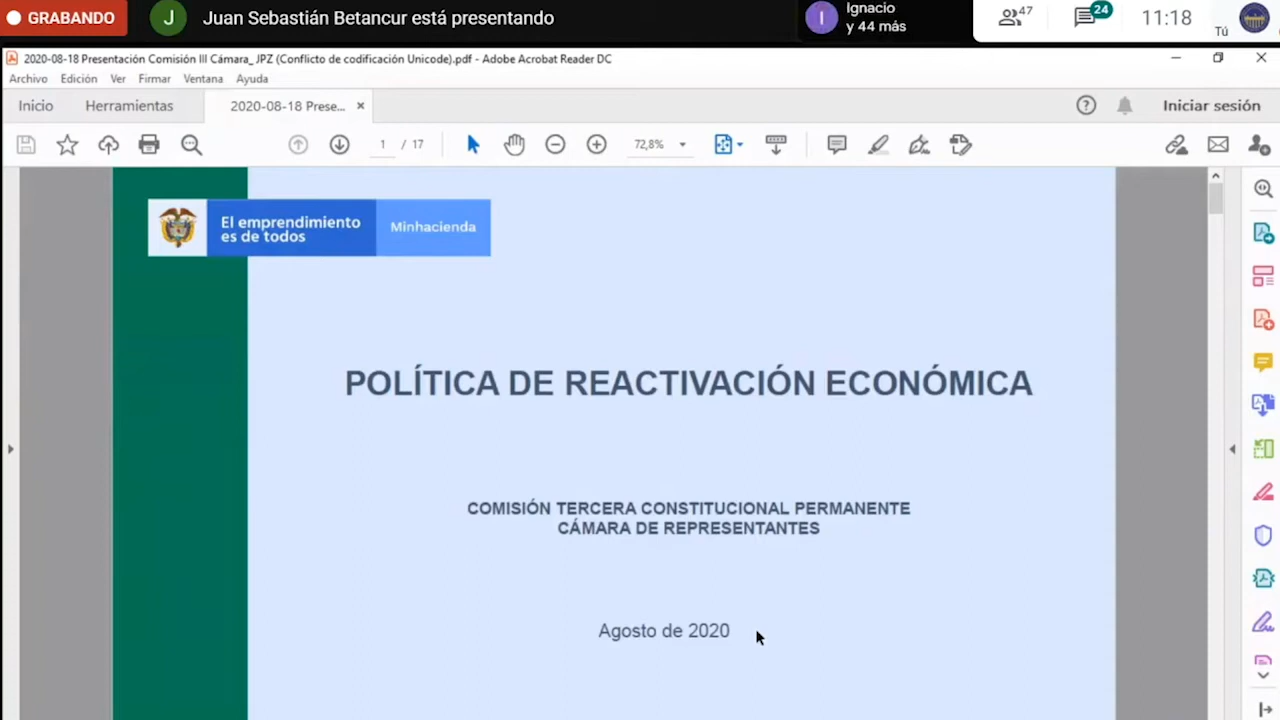 GRABANDO
J
Juan Sebastián Betancur está presentando
I
Ignacio
y 44 más
47
24
11:18
Tú
2020-08-18 Presentación Comisión III Cámara_ JPZ (Conflicto de codificación Unicode).pdf - Adobe Acrobat Reader DC
Archivo Edición Ver Firmar Ventana Ayuda
Inicio Herramientas 2020-08-18 Prese... Iniciar sesión
1 / 17 72,8%
El emprendimiento
es de todos
Minhacienda
POLÍTICA DE REACTIVACIÓN ECONÓMICA
COMISIÓN TERCERA CONSTITUCIONAL PERMANENTE
CÁMARA DE REPRESENTANTES
Agosto de 2020